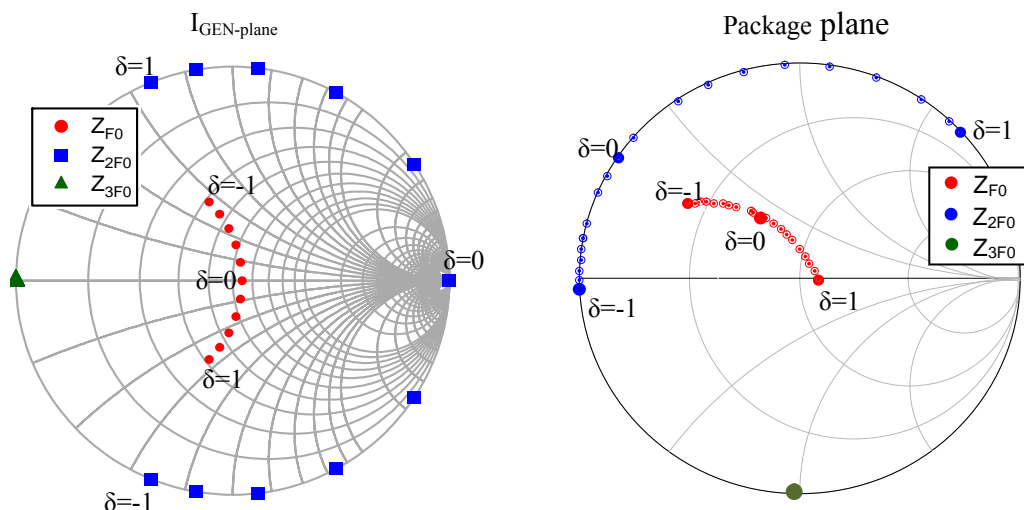 I_GEN-plane
δ=1
Z_F0
Z_2F0
Z_3F0
δ=-1
δ=0
δ=0
δ=1
δ=-1
Package plane
δ=1
δ=0
δ=-1
δ=0
δ=1
δ=-1
Z_F0
Z_2F0
Z_3F0